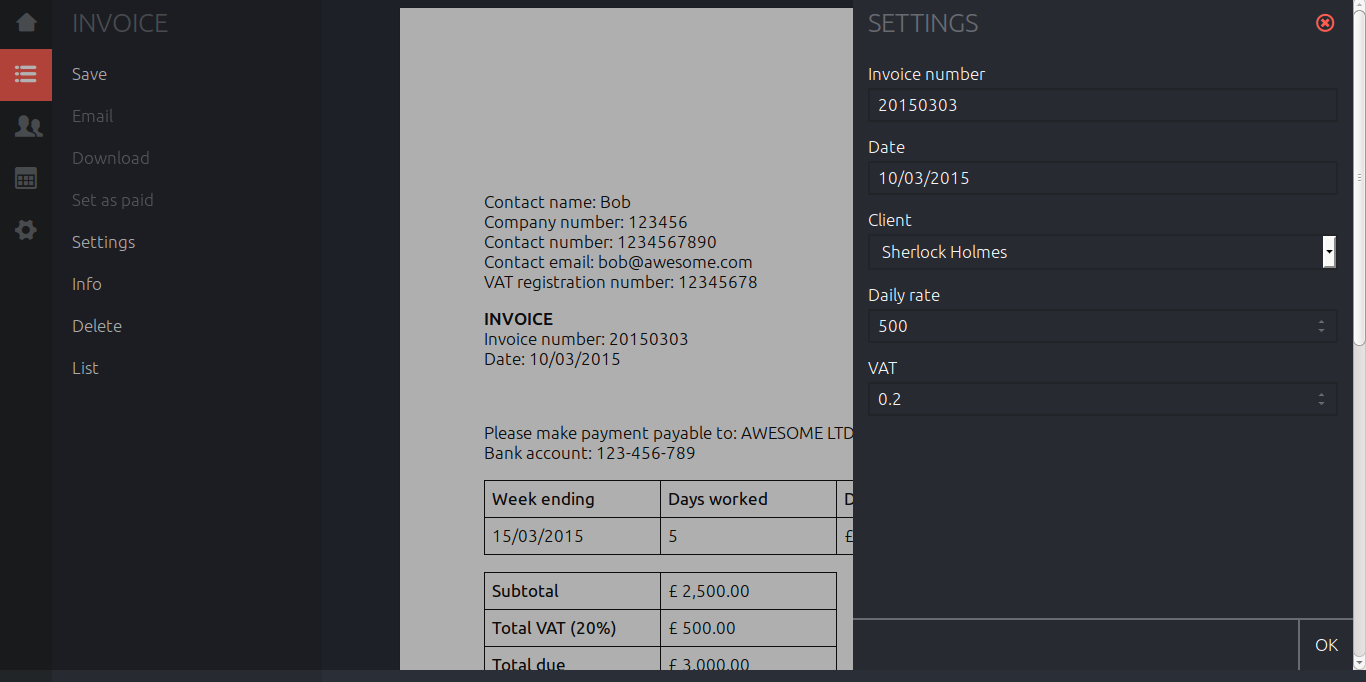 INVOICE
Save
Email
Download
Set as paid
Settings
Info
Delete
List
Contact name: Bob
Company number: 123456
Contact number: 1234567890
Contact email: bob@awesome.com
VAT registration number: 12345678
INVOICE
Invoice number: 20150303
Date: 10/03/2015
Please make payment payable to: AWESOME LTD
Bank account: 123-456-789
Week ending Days worked D
15/03/2015 5 £
Subtotal £ 2,500.00
Total VAT (20%) £ 500.00
Total due £ 3,000.00
SETTINGS
Invoice number
20150303
Date
10/03/2015
Client
Sherlock Holmes
Daily rate
500
VAT
0.2
OK